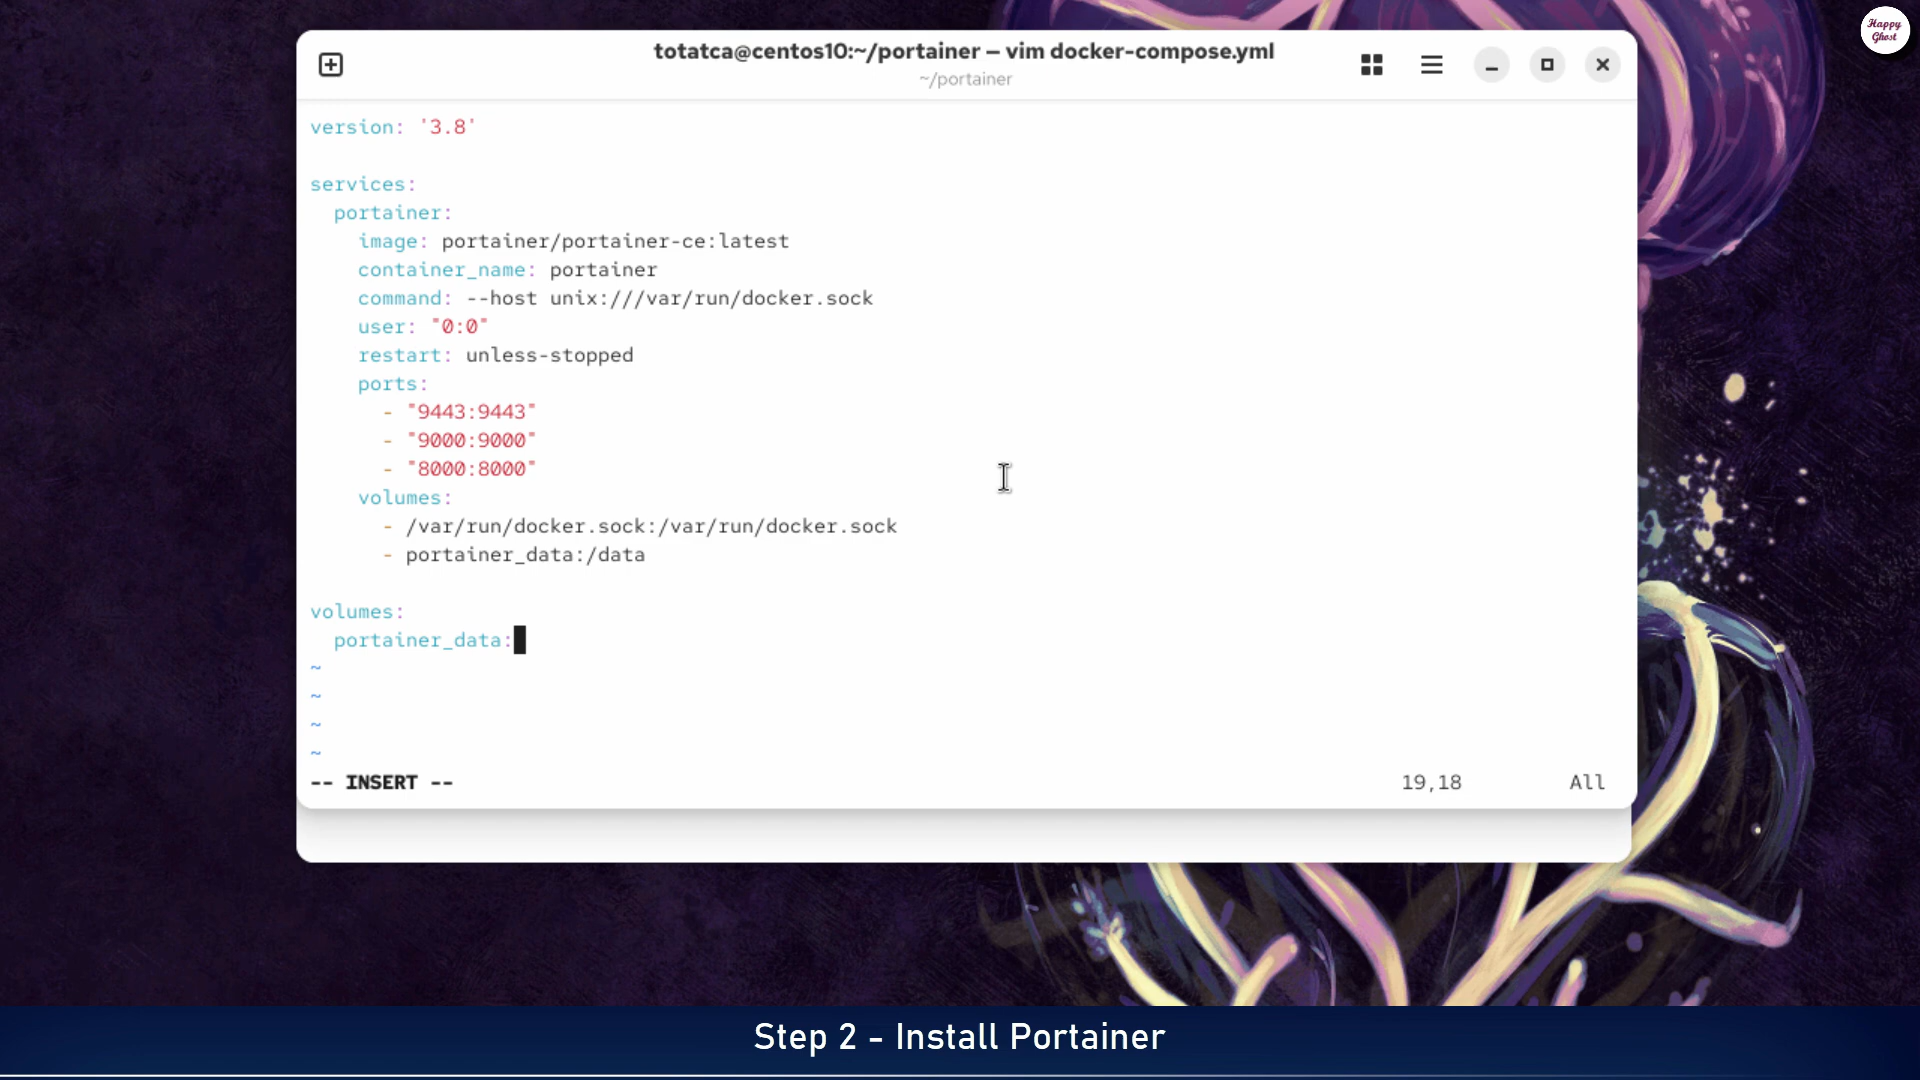 Happy
Ghost
totatca@centos10:~/portainer — vim docker-compose.yml
~/portainer
version: '3.8'
services:
  portainer:
    image: portainer/portainer-ce:latest
    container_name: portainer
    command: --host unix:///var/run/docker.sock
    user: "0:0"
    restart: unless-stopped
    ports:
      - "9443:9443"
      - "9000:9000"
      - "8000:8000"
    volumes:
      - /var/run/docker.sock:/var/run/docker.sock
      - portainer_data:/data
volumes:
  portainer_data:
~
~
~
~
-- INSERT -- 19,18 All
Step 2 - Install Portainer